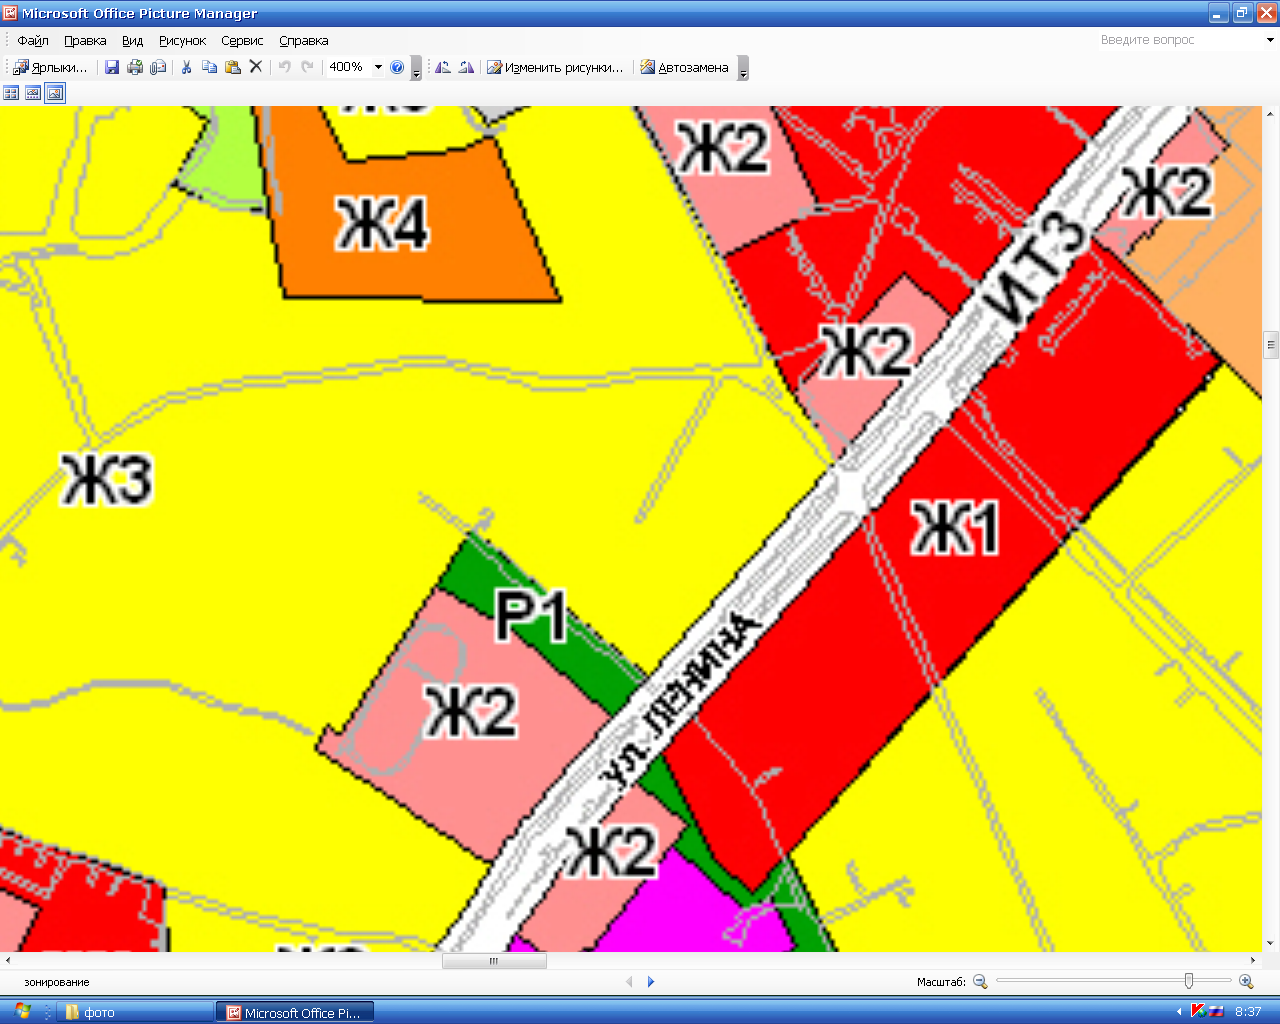 Microsoft Office Picture Manager
Файл Правка Вид Рисунок Сервис Справка
Введите вопрос
Ярлыки... 400% Изменить рисунки... Автозамена
Ж2
Ж2
Ж4
ИТЗ
Ж2
Ж3
Ж1
Р1
Ж2
ул. ЛЕНИНА
Ж2
зонирование
Масштаб:
фото
Microsoft Office Pi...
8:37